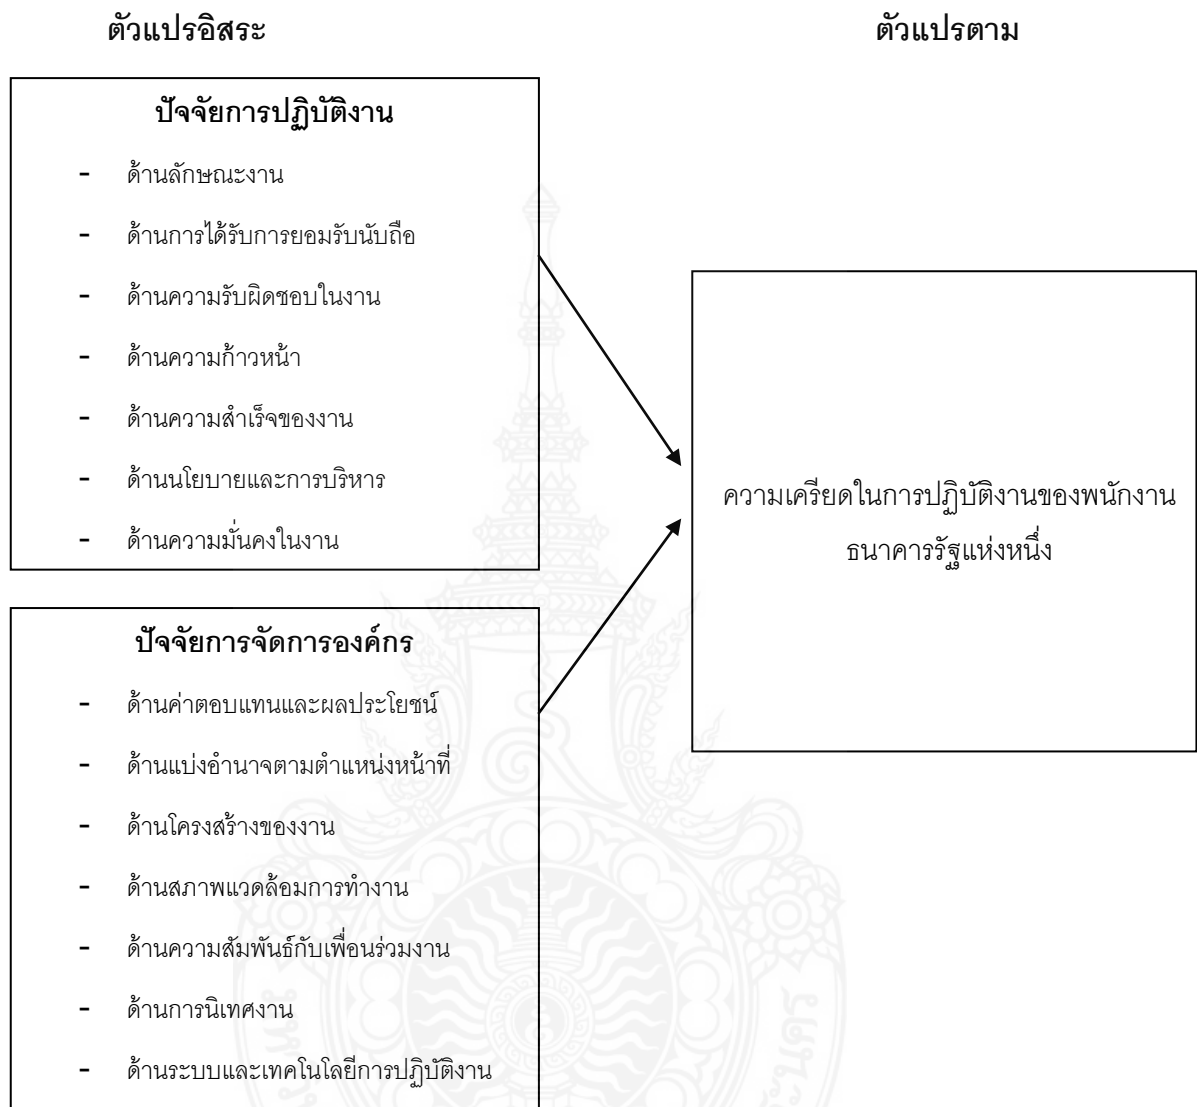 ตัวแปรอิสระ
ตัวแปรตาม
ปัจจัยการปฏิบัติงาน
- ด้านลักษณะงาน
- ด้านการได้รับการยอมรับนับถือ
- ด้านความรับผิดชอบในงาน
- ด้านความก้าวหน้า
- ด้านความสำเร็จของงาน
- ด้านนโยบายและการบริหาร
- ด้านความมั่นคงในงาน
ปัจจัยการจัดการองค์กร
- ด้านค่าตอบแทนและผลประโยชน์
- ด้านแบ่งอำนาจตามตำแหน่งหน้าที่
- ด้านโครงสร้างของงาน
- ด้านสภาพแวดล้อมการทำงาน
- ด้านความสัมพันธ์กับเพื่อนร่วมงาน
- ด้านการนิเทศงาน
- ด้านระบบและเทคโนโลยีการปฏิบัติงาน
ความเครียดในการปฏิบัติงานของพนักงาน
ธนาคารรัฐแห่งหนึ่ง